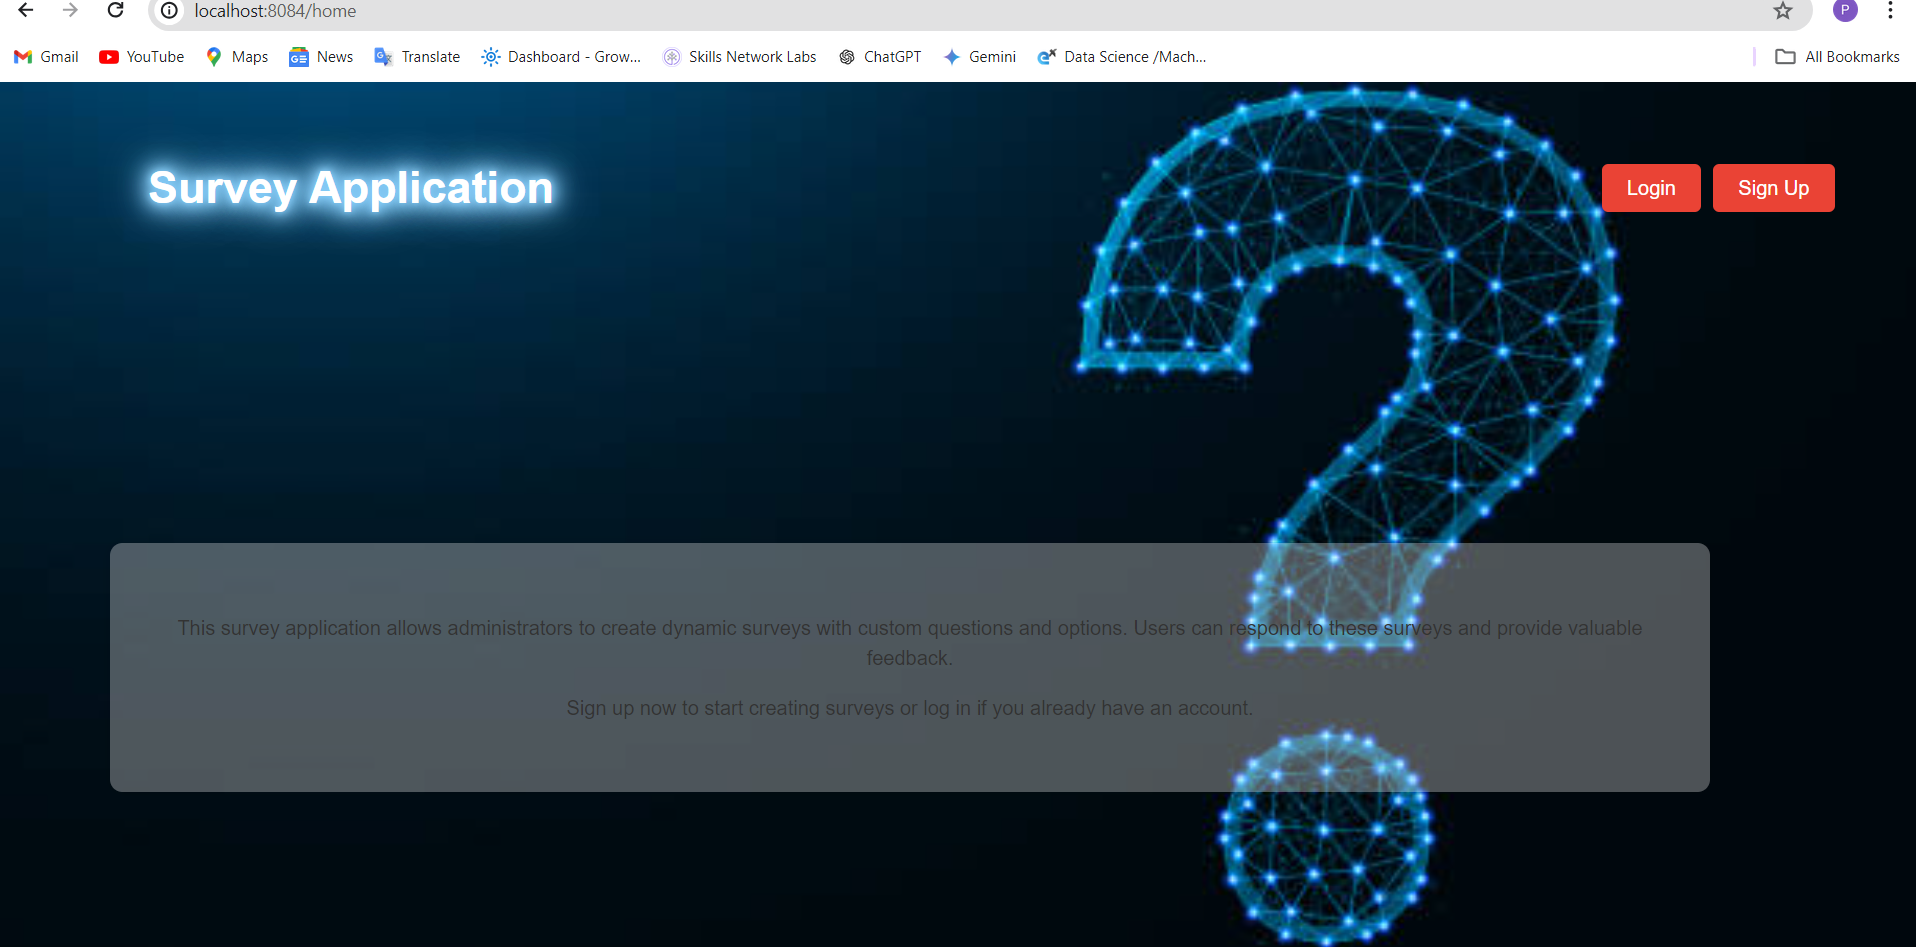 localhost:8084/home
P
Gmail YouTube Maps News Translate Dashboard - Grow... Skills Network Labs ChatGPT Gemini Data Science /Mach... All Bookmarks
Survey Application
Login Sign Up
This survey application allows administrators to create dynamic surveys with custom questions and options. Users can respond to these surveys and provide valuable
feedback.
Sign up now to start creating surveys or log in if you already have an account.